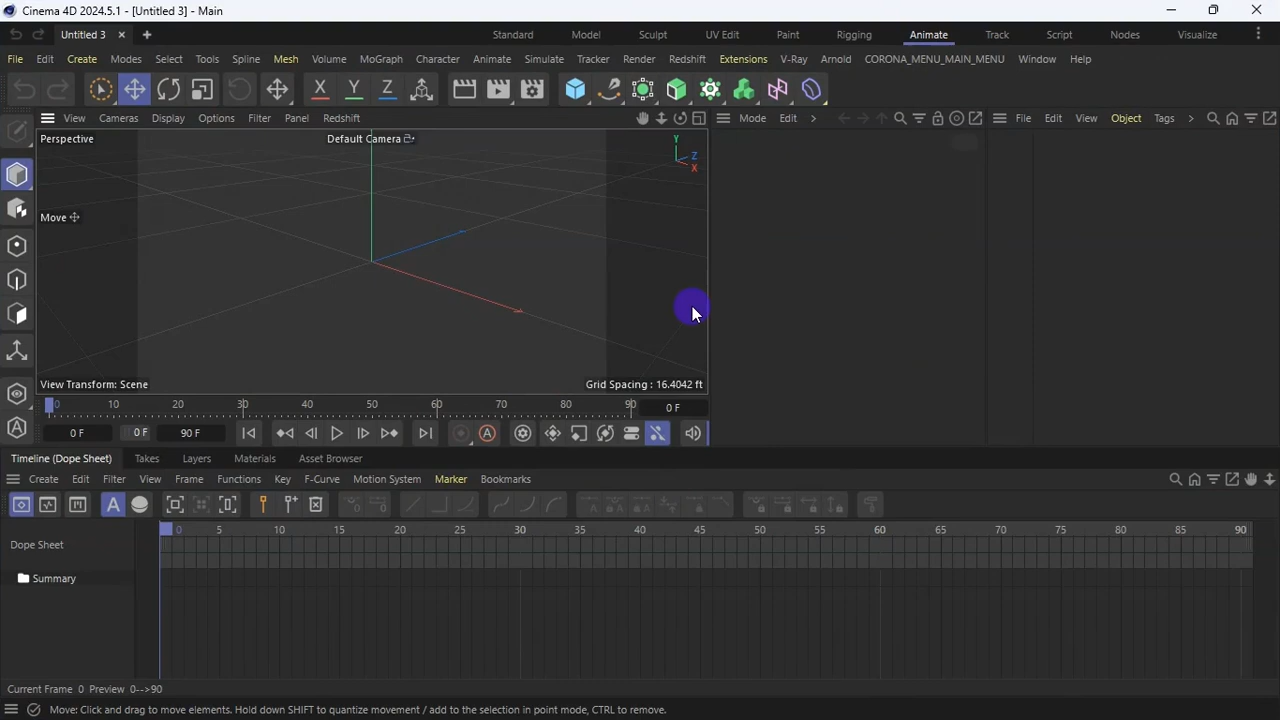 Cinema 4D 2024.5.1 - [Untitled 3] - Main
Untitled 3 Standard Model Sculpt UV Edit Paint Rigging Animate Track Script Nodes Visualize
File Edit Create Modes Select Tools Spline Mesh Volume MoGraph Character Animate Simulate Tracker Render Redshift Extensions V-Ray Arnold CORONA_MENU_MAIN_MENU Window Help
X Y Z
View Cameras Display Options Filter Panel Redshift Mode Edit File Edit View Object Tags
Perspective Default Camera Y
Z
X
Move
View Transform: Scene Grid Spacing : 16.4042 ft
0 10 20 30 40 50 60 70 80 90 0 F
0 F 0 F 90 F A
Timeline (Dope Sheet) Takes Layers Materials Asset Browser
Create Edit Filter View Frame Functions Key F-Curve Motion System Marker Bookmarks
A
0 5 10 15 20 25 30 35 40 45 50 55 60 65 70 75 80 85 90
Dope Sheet
Summary
Current Frame 0 Preview 0-->90
Move: Click and drag to move elements. Hold down SHIFT to quantize movement / add to the selection in point mode, CTRL to remove.